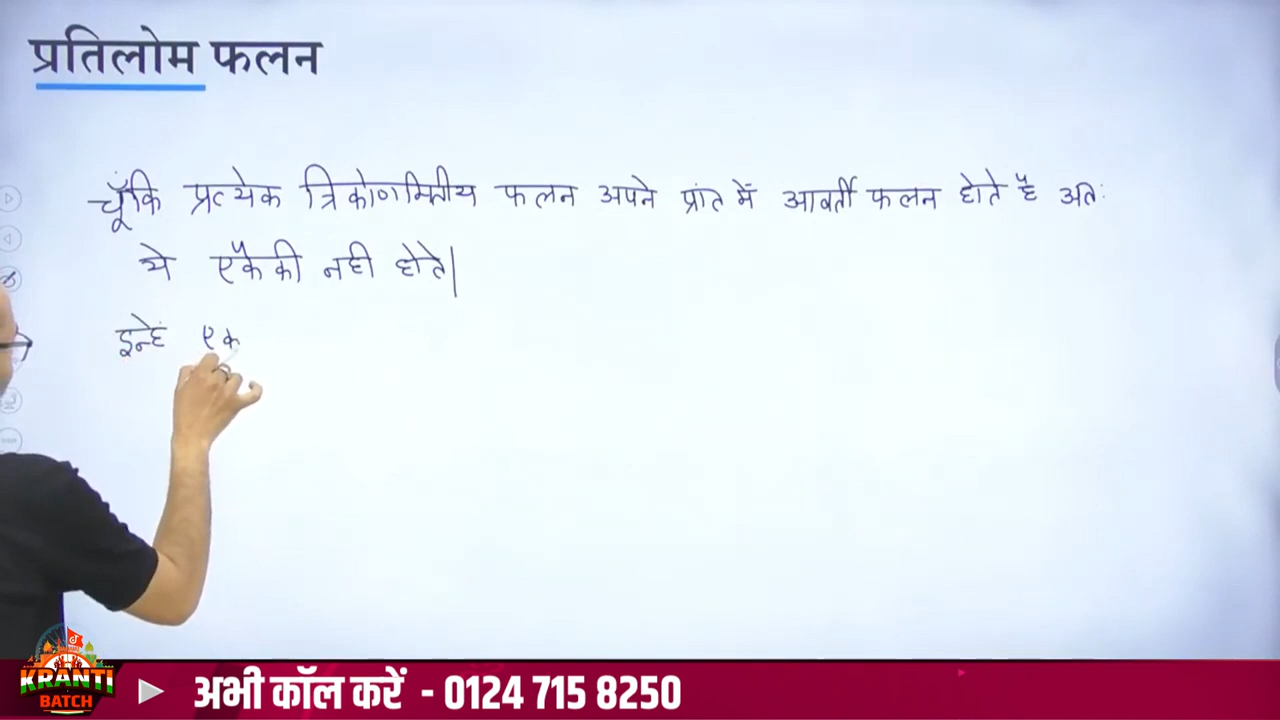 प्रतिलोम फलन
चूँकि प्रत्येक त्रिकोणमितीय फलन अपने प्रांत में आवर्ती फलन होते है अतः
ये एकैकी नही होते|
इन्हें एक
KRANTI
BATCH
अभी कॉल करें - 0124 715 8250